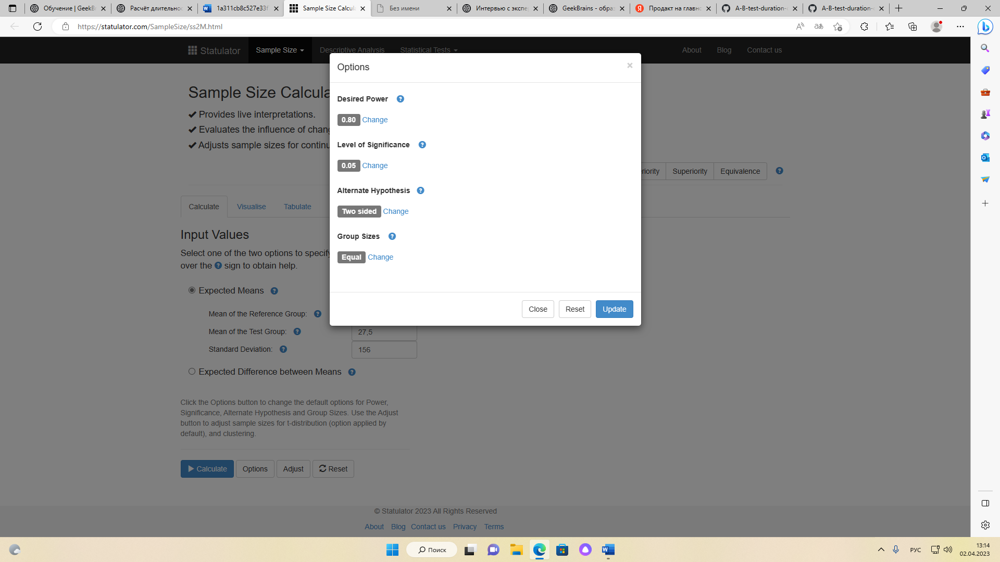 Обучение | GeekBr
Расчёт длительнос
1a311cb8c527e33f
Sample Size Calcula
Без имени
Интервью с экспе
GeekBrains - образ
Продакт на главно
A-B-test-duration-
A-B-test-duration-
https://statulator.com/SampleSize/ss2M.html
Statulator
Sample Size
Descriptive Analysis
Statistical Tests
About
Blog
Contact us
Options
×
Sample Size Calcula
Desired Power
Provides live interpretations.
0.80 Change
Evaluates the influence of chang
Adjusts sample sizes for continu
Level of Significance
0.05 Change
riority
Superiority
Equivalence
Alternate Hypothesis
Two sided Change
Calculate
Visualise
Tabulate
Group Sizes
Equal Change
Input Values
Select one of the two options to specify
over the ? sign to obtain help.
Expected Means
Close
Reset
Update
Mean of the Reference Group:
Mean of the Test Group:
27,5
Standard Deviation:
156
Expected Difference between Means
Click the Options button to change the default options for Power,
Significance, Alternate Hypothesis and Group Sizes. Use the Adjust
button to adjust sample sizes for t-distribution (option applied by
default), and clustering.
Calculate
Options
Adjust
Reset
© Statulator 2023 All Rights Reserved
About
Blog
Contact us
Privacy
Terms
Поиск
РУС
13:14
02.04.2023